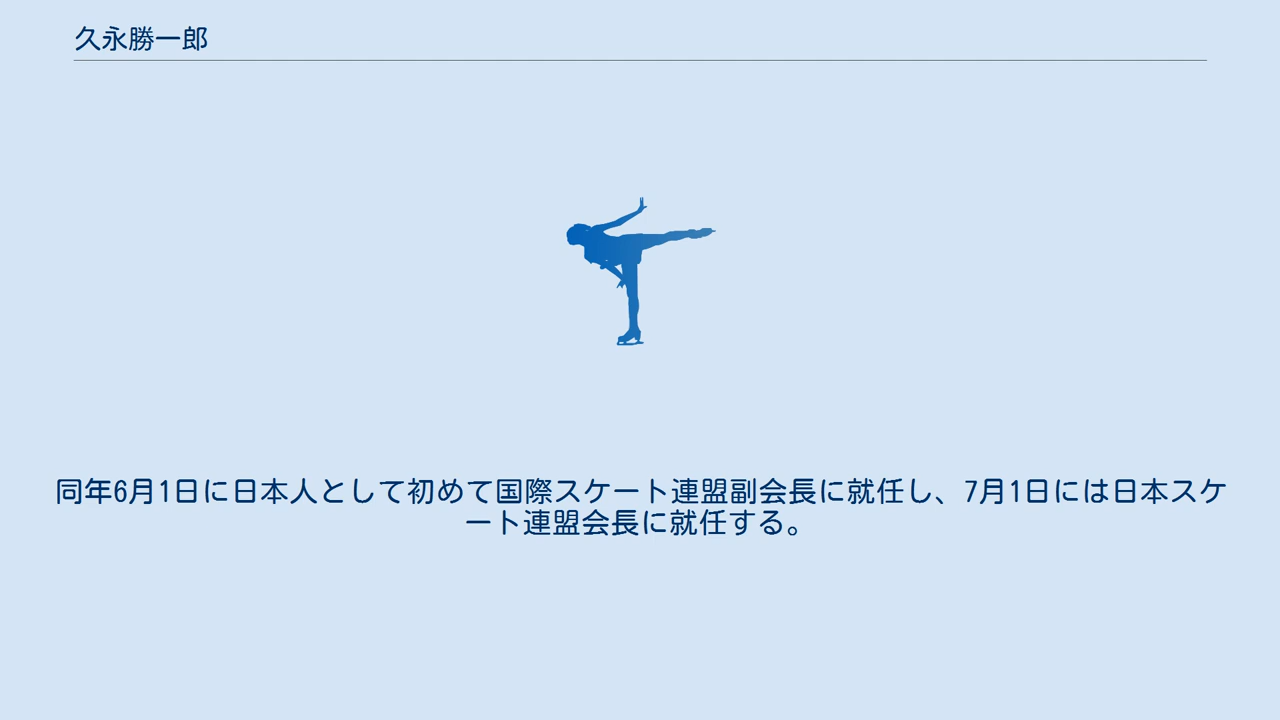 久永勝一郎
同年6月1日に日本人として初めて国際スケート連盟副会長に就任し、7月1日には日本スケ
ート連盟会長に就任する。